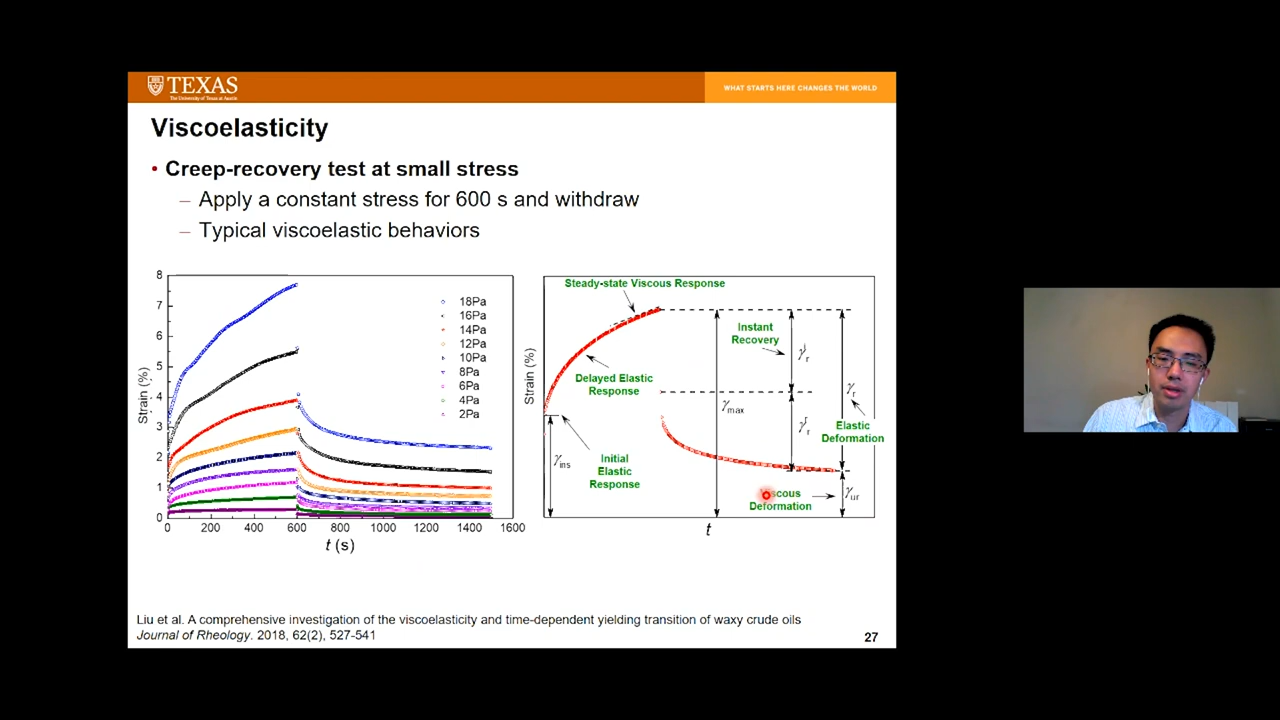 TEXAS
The University of Texas at Austin
WHAT STARTS HERE CHANGES THE WORLD
Viscoelasticity
• Creep-recovery test at small stress
– Apply a constant stress for 600 s and withdraw
– Typical viscoelastic behaviors
Strain (%)
8
7
6
5
4
3
2
1
0
0 200 400 600 800 1000 1200 1400 1600
t (s)
18Pa
16Pa
14Pa
12Pa
10Pa
8Pa
6Pa
4Pa
2Pa
Strain (%)
Steady-state Viscous Response
Instant
Recovery
Delayed Elastic
Response
γmax
γr
Elastic
Deformation
Initial
Elastic
Response
γins
Deformation
γur
t
Liu et al. A comprehensive investigation of the viscoelasticity and time-dependent yielding transition of waxy crude oils
Journal of Rheology. 2018, 62(2), 527-541
27